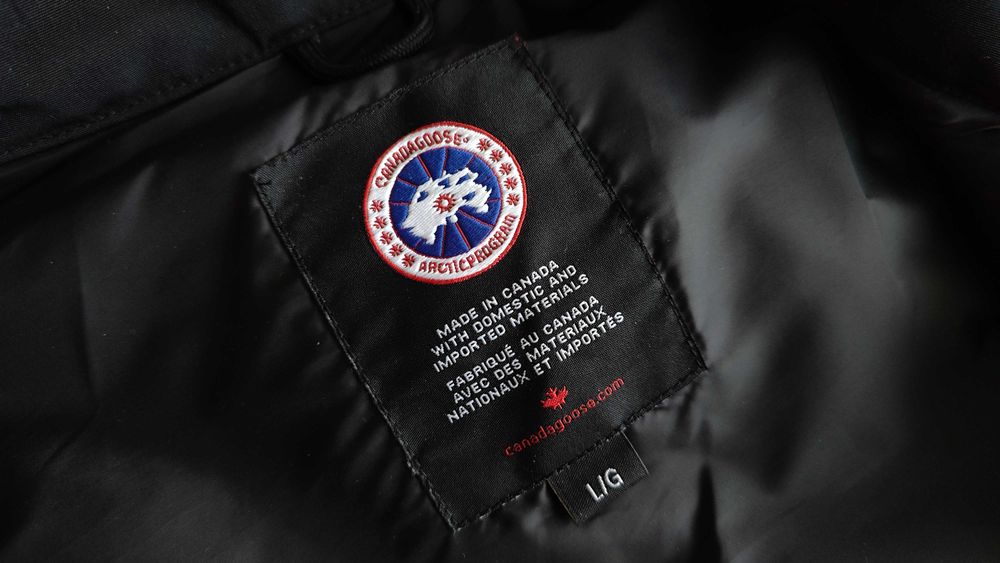 CANADA GOOSE®
ARCTIC PROGRAM
MADE IN CANADA
WITH DOMESTIC AND
IMPORTED MATERIALS
FABRIQUÉ AU CANADA
AVEC DES MATERIAUX
NATIONAUX ET IMPORTÉS
canadagoose.com
L/G